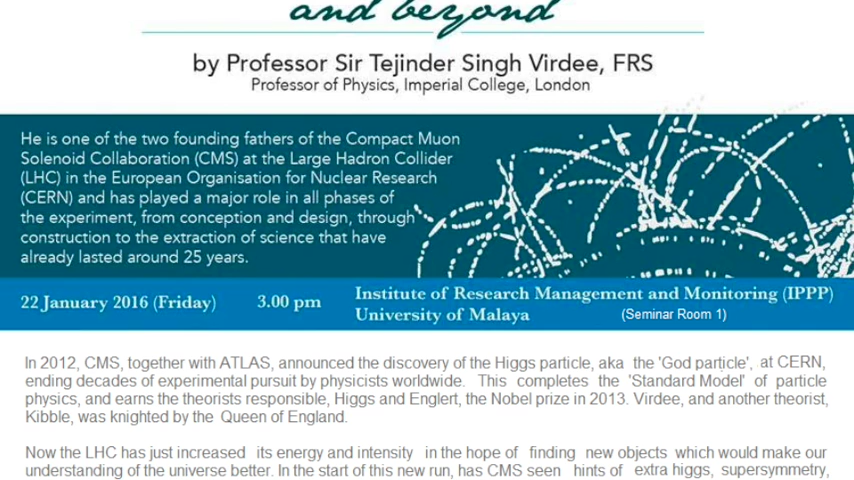 and beyond
by Professor Sir Tejinder Singh Virdee, FRS
Professor of Physics, Imperial College, London
He is one of the two founding fathers of the Compact Muon
Solenoid Collaboration (CMS) at the Large Hadron Collider
(LHC) in the European Organisation for Nuclear Research
(CERN) and has played a major role in all phases of
the experiment, from conception and design, through
construction to the extraction of science that have
already lasted around 25 years.
22 January 2016 (Friday) 3.00 pm Institute of Research Management and Monitoring (IPPP)
University of Malaya (Seminar Room 1)
In 2012, CMS, together with ATLAS, announced the discovery of the Higgs particle, aka the 'God particle', at CERN,
ending decades of experimental pursuit by physicists worldwide. This completes the 'Standard Model' of particle
physics, and earns the theorists responsible, Higgs and Englert, the Nobel prize in 2013. Virdee, and another theorist,
Kibble, was knighted by the Queen of England.
Now the LHC has just increased its energy and intensity in the hope of finding new objects which would make our
understanding of the universe better. In the start of this new run, has CMS seen hints of extra higgs, supersymmetry,